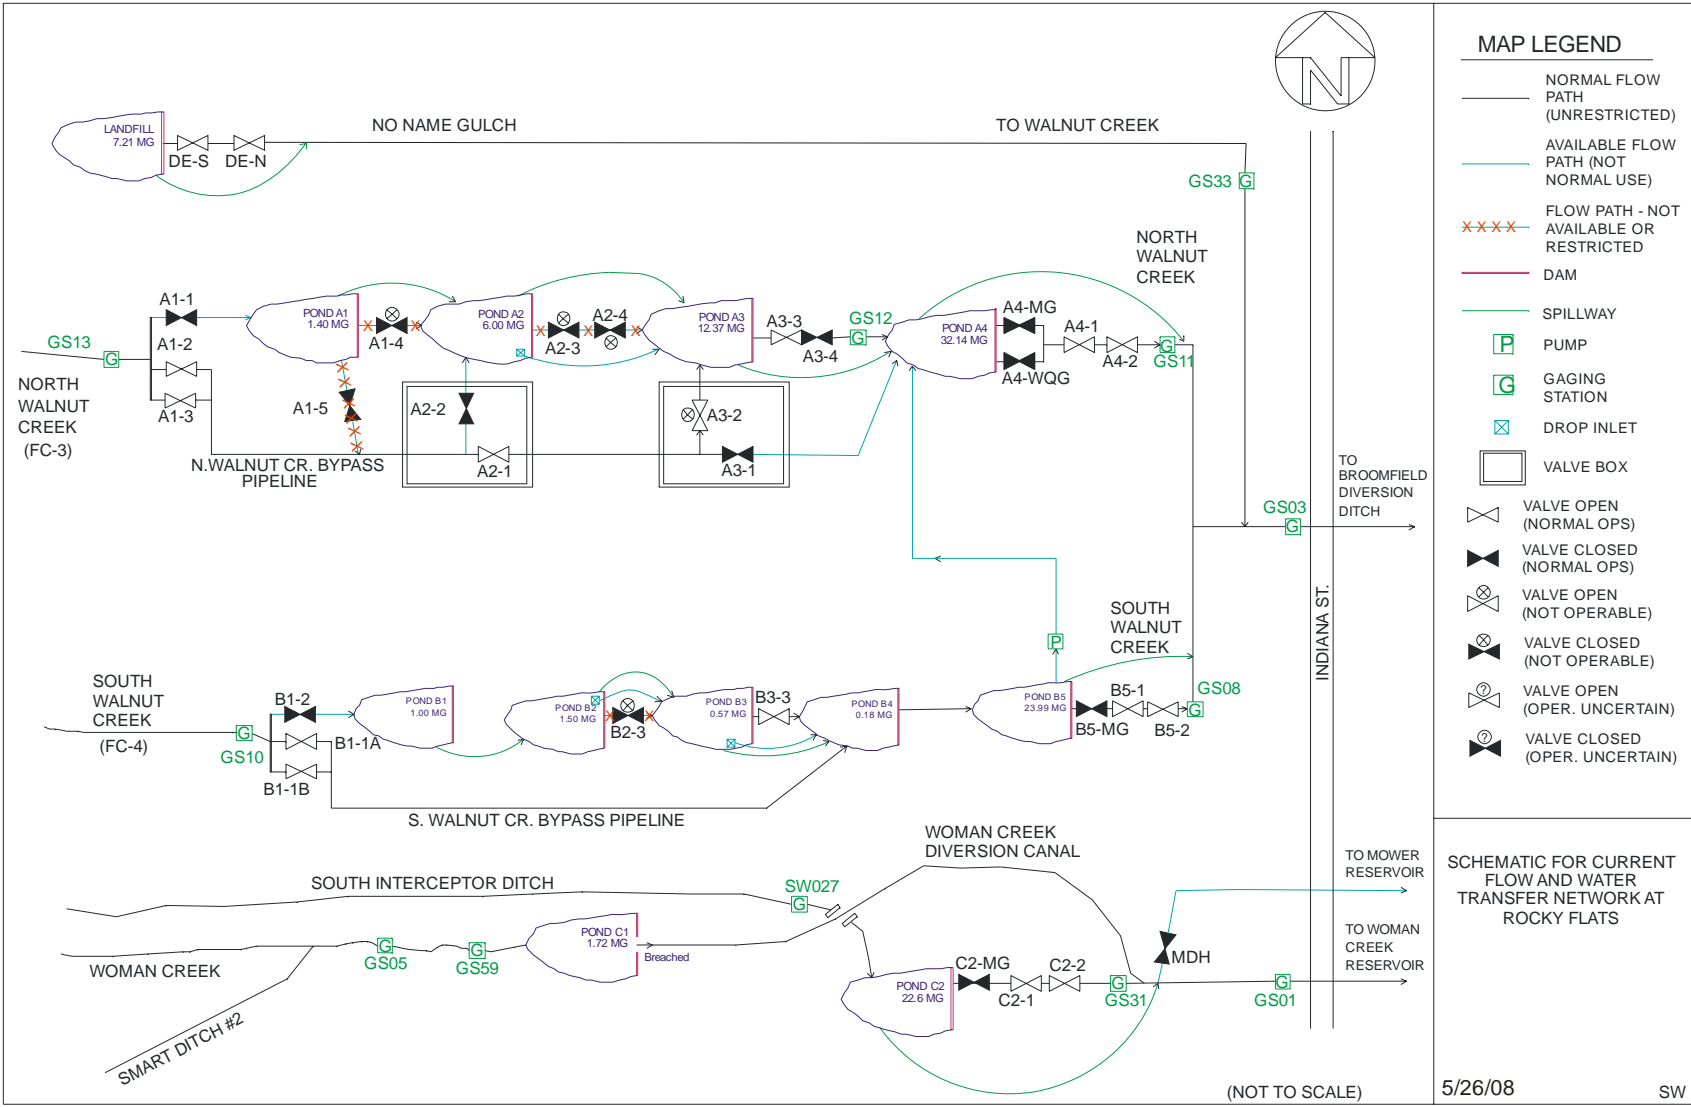 NO NAME GULCH
TO WALNUT CREEK
N
LANDFILL
7.21 MG
DE-S
DE-N
GS33
G
NORTH
WALNUT
CREEK
A1-1
A1-2
A1-3
GS13
G
NORTH
WALNUT
CREEK
(FC-3)
POND A1
1.40 MG
A1-4
A1-5
POND A2
6.00 MG
A2-3
A2-4
A2-2
A2-1
POND A3
12.37 MG
A3-3
A3-4
A3-2
A3-1
GS12
G
POND A4
32.14 MG
A4-MG
A4-WQG
A4-1
A4-2
G
GS11
N.WALNUT CR. BYPASS
PIPELINE
GS03
G
TO
BROOMFIELD
DIVERSION
DITCH
INDIANA ST.
SOUTH
WALNUT
CREEK
P
SOUTH
WALNUT
CREEK
(FC-4)
G
GS10
B1-2
B1-1A
B1-1B
POND B1
1.00 MG
POND B2
1.50 MG
B2-3
POND B3
0.57 MG
B3-3
POND B4
0.18 MG
POND B5
23.99 MG
B5-MG
B5-1
B5-2
GS08
G
S. WALNUT CR. BYPASS PIPELINE
WOMAN CREEK
DIVERSION CANAL
SOUTH INTERCEPTOR DITCH
SW027
G
WOMAN CREEK
G
GS05
G
GS59
POND C1
1.72 MG
Breached
SMART DITCH #2
POND C2
22.6 MG
C2-MG
C2-1
C2-2
G
GS31
MDH
G
GS01
TO MOWER
RESERVOIR
TO WOMAN
CREEK
RESERVOIR
(NOT TO SCALE)
MAP LEGEND
NORMAL FLOW
PATH
(UNRESTRICTED)
AVAILABLE FLOW
PATH (NOT
NORMAL USE)
X X X X
FLOW PATH - NOT
AVAILABLE OR
RESTRICTED
DAM
SPILLWAY
P
PUMP
G
GAGING
STATION
DROP INLET
VALVE BOX
VALVE OPEN
(NORMAL OPS)
VALVE CLOSED
(NORMAL OPS)
VALVE OPEN
(NOT OPERABLE)
VALVE CLOSED
(NOT OPERABLE)
?
VALVE OPEN
(OPER. UNCERTAIN)
?
VALVE CLOSED
(OPER. UNCERTAIN)
SCHEMATIC FOR CURRENT
FLOW AND WATER
TRANSFER NETWORK AT
ROCKY FLATS
5/26/08
SW